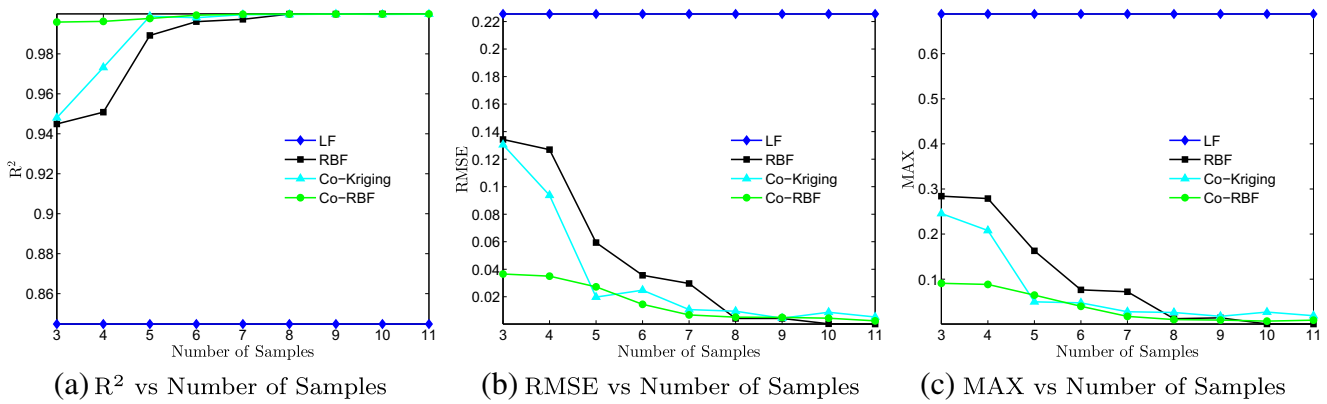 0.98
0.96
0.94
0.92
0.9
0.88
0.86
R²
3 4 5 6 7 8 9 10 11
Number of Samples
LF
RBF
Co−Kriging
Co−RBF
(a) R² vs Number of Samples
0.22
0.2
0.18
0.16
0.14
0.12
0.1
0.08
0.06
0.04
0.02
RMSE
3 4 5 6 7 8 9 10 11
Number of Samples
LF
RBF
Co−Kriging
Co−RBF
(b) RMSE vs Number of Samples
0.6
0.5
0.4
0.3
0.2
0.1
MAX
3 4 5 6 7 8 9 10 11
Number of Samples
LF
RBF
Co−Kriging
Co−RBF
(c) MAX vs Number of Samples